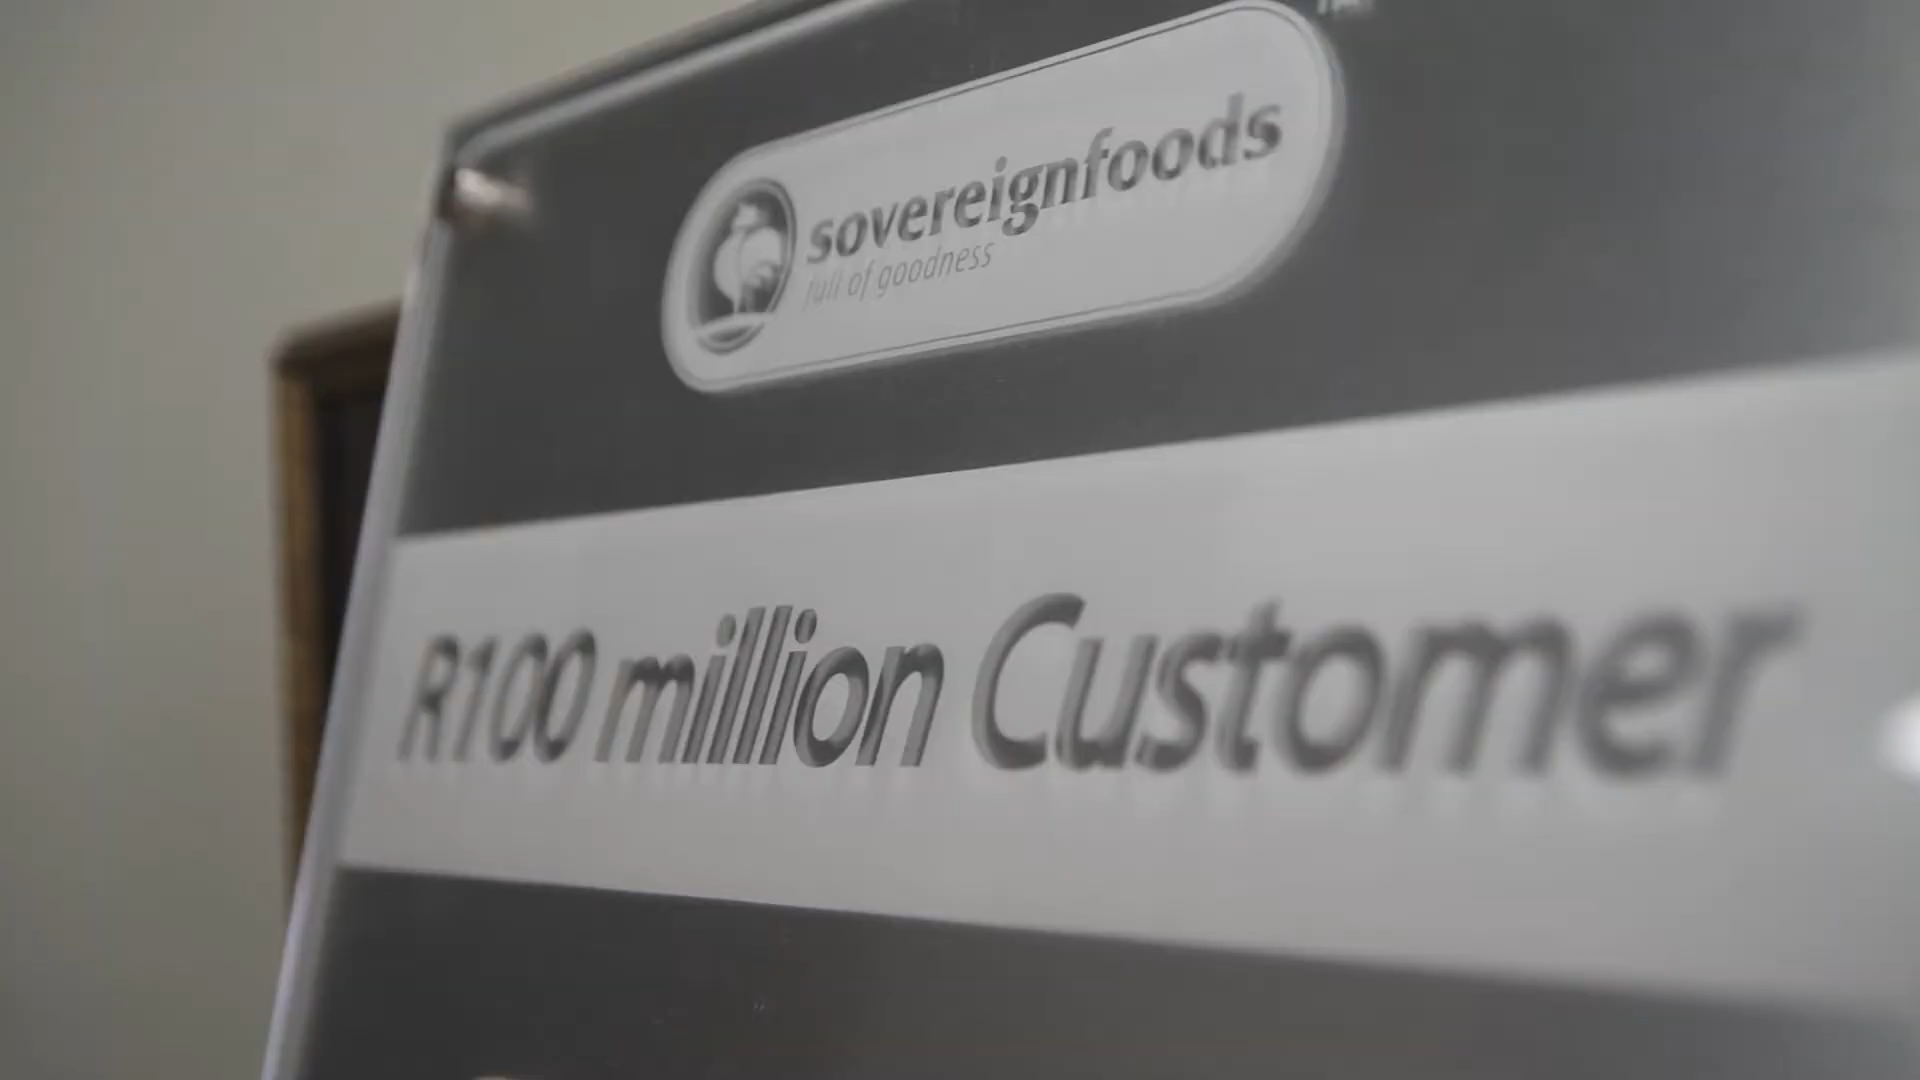 sovereignfoods
full of goodness
R100 million Customer